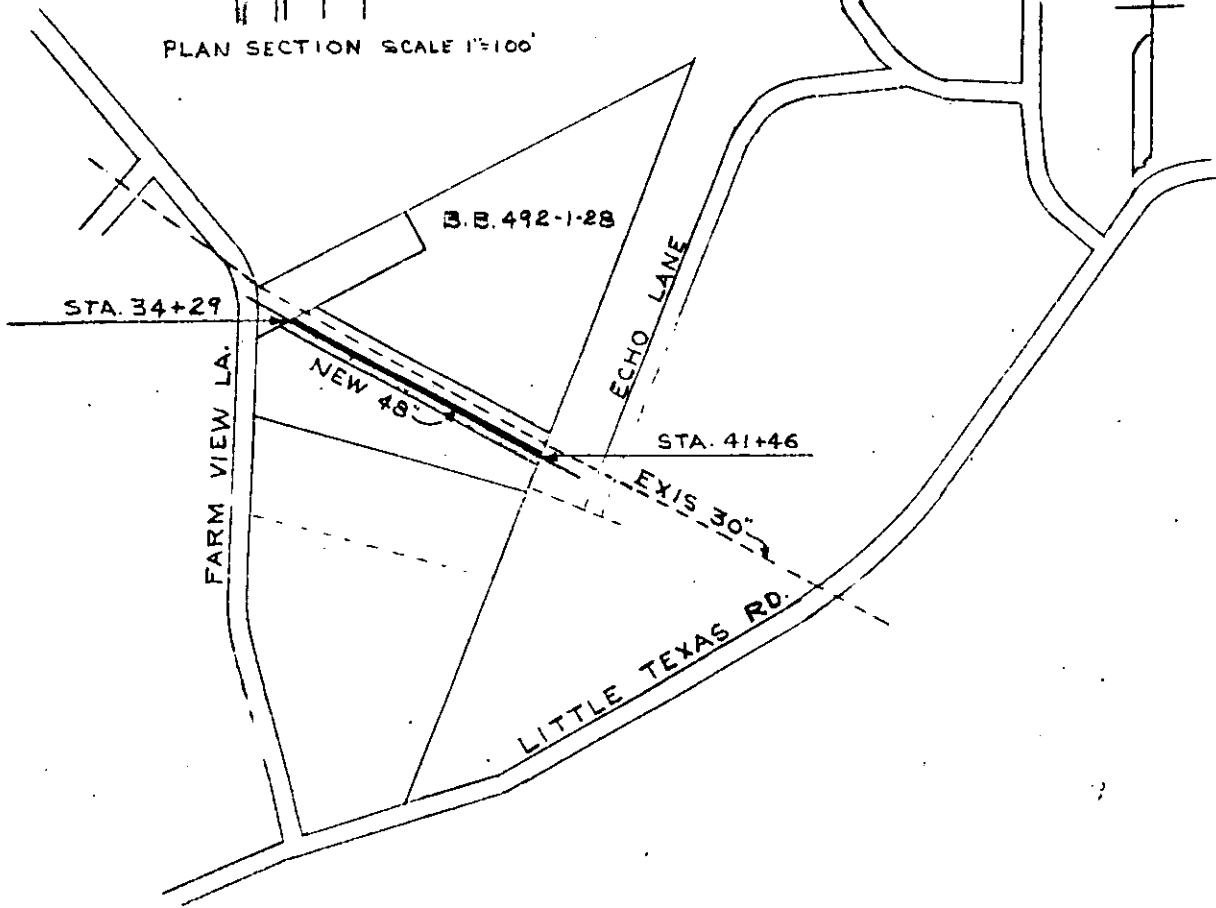 PLAN SECTION SCALE 1"=100'
B.B. 492-1-28
STA. 34+29
ECHO LANE
NEW 48"
FARM VIEW LA.
STA. 41+46
EXIS 30"
LITTLE TEXAS RD.